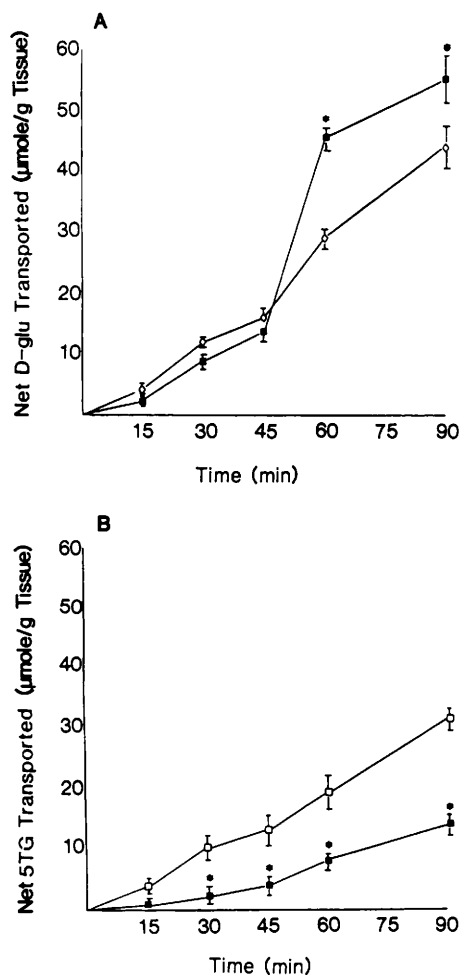 A
60
50
40
30
20
10
Net D-glu Transported (μmole/g Tissue)
* *
15 30 45 60 75 90
Time (min)
B
60
50
40
30
20
10
Net 5TG Transported (μmole/g Tissue)
* * * *
15 30 45 60 75 90
Time (min)